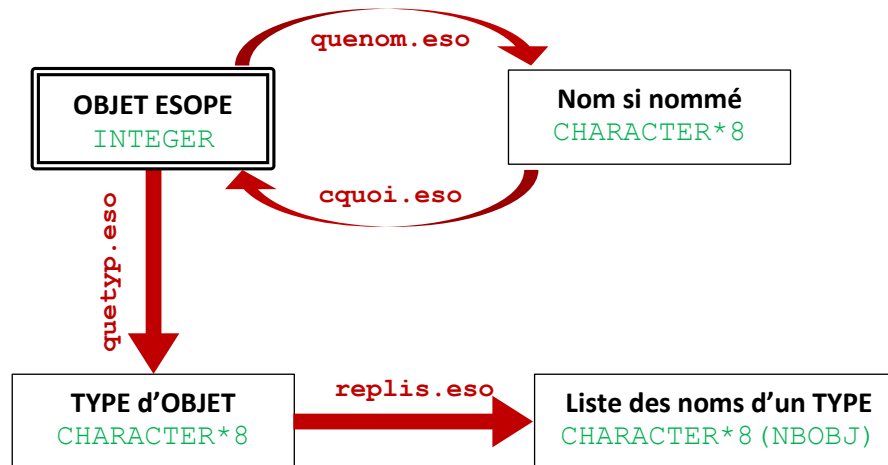 quenom.eso
OBJET ESOPE
INTEGER
Nom si nommé
CHARACTER*8
cquoi.eso
quetyp.eso
TYPE d’OBJET
CHARACTER*8
replis.eso
Liste des noms d’un TYPE
CHARACTER*8(NBOBJ)